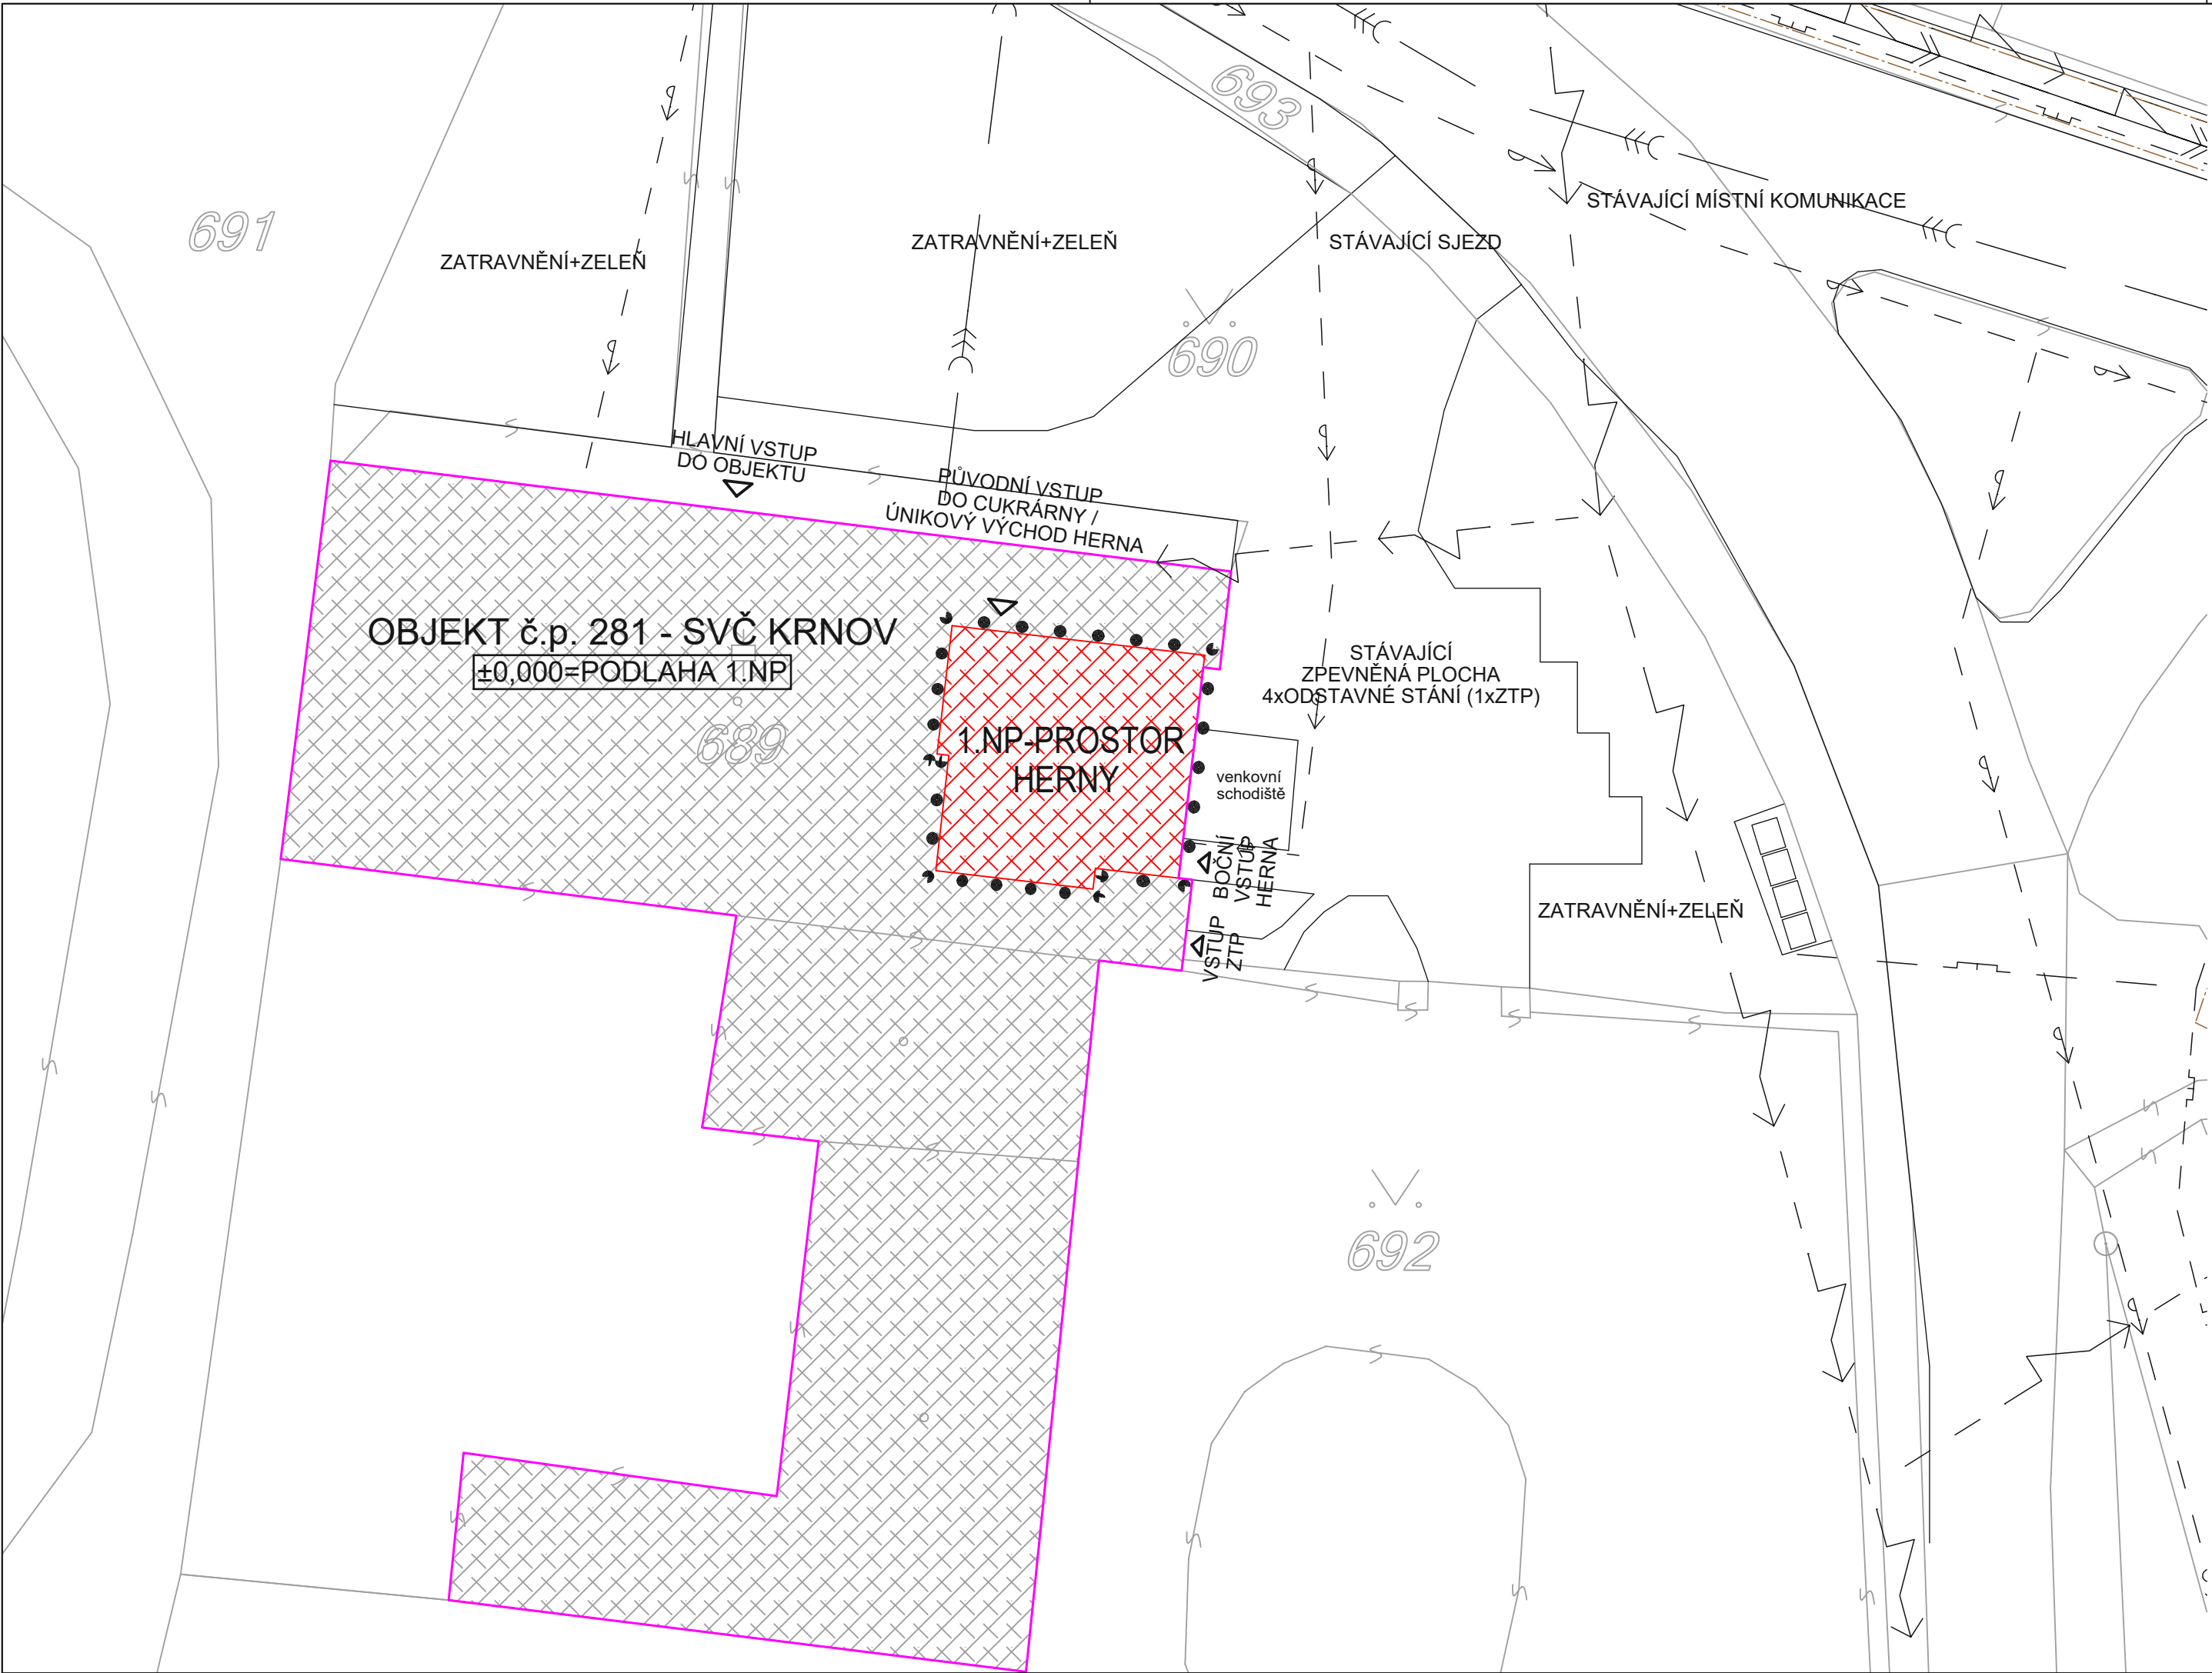 693
STÁVAJÍCÍ MÍSTNÍ KOMUNIKACE
691
ZATRAVNĚNÍ+ZELEŇ
ZATRAVNĚNÍ+ZELEŇ
STÁVAJÍCÍ SJEZD
690
HLAVNÍ VSTUP
DO OBJEKTU
PŮVODNÍ VSTUP
DO CUKRÁRNY /
ÚNIKOVÝ VÝCHOD HERNA
OBJEKT č.p. 281 - SVČ KRNOV
±0,000=PODLAHA 1.NP
689
1.NP-PROSTOR
HERNY
STÁVAJÍCÍ
ZPEVNĚNÁ PLOCHA
4xODSTAVNÉ STÁNÍ (1xZTP)
venkovní
schodiště
BOČNÍ
VSTUP
HERNA
VSTUP
ZTP
ZATRAVNĚNÍ+ZELEŇ
692